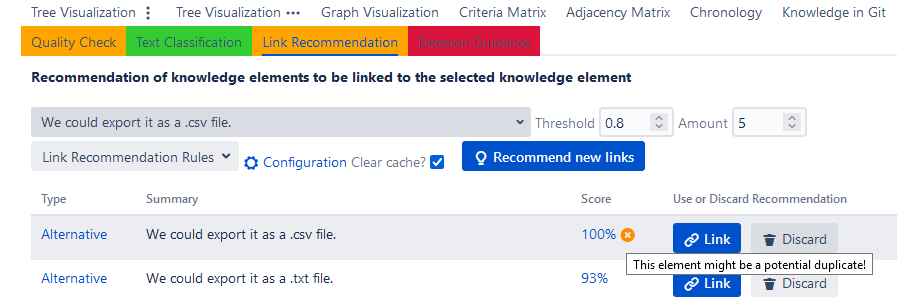 Tree Visualization Tree Visualization Graph Visualization Criteria Matrix Adjacency Matrix Chronology Knowledge in Git
Quality Check Text Classification Link Recommendation Decision Guidance
Recommendation of knowledge elements to be linked to the selected knowledge element
We could export it as a .csv file. Threshold 0.8 Amount 5
Link Recommendation Rules Configuration Clear cache? Recommend new links
Type Summary Score Use or Discard Recommendation
Alternative We could export it as a .csv file. 100% Link Discard
This element might be a potential duplicate!
Alternative We could export it as a .txt file. 93% Link Discard